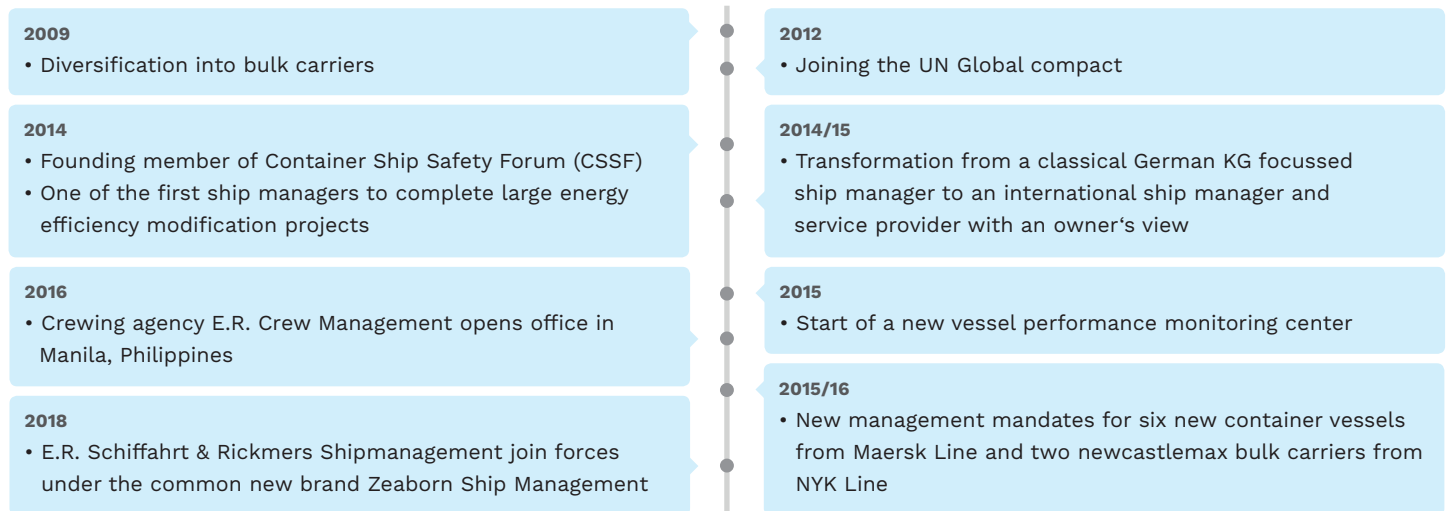 2009
• Diversification into bulk carriers
2012
• Joining the UN Global compact
2014
• Founding member of Container Ship Safety Forum (CSSF)
• One of the first ship managers to complete large energy
efficiency modification projects
2014/15
• Transformation from a classical German KG focussed
ship manager to an international ship manager and
service provider with an owner‘s view
2015
• Start of a new vessel performance monitoring center
2016
• Crewing agency E.R. Crew Management opens office in
Manila, Philippines
2015/16
• New management mandates for six new container vessels
from Maersk Line and two newcastlemax bulk carriers from
NYK Line
2018
• E.R. Schiffahrt & Rickmers Shipmanagement join forces
under the common new brand Zeaborn Ship Management